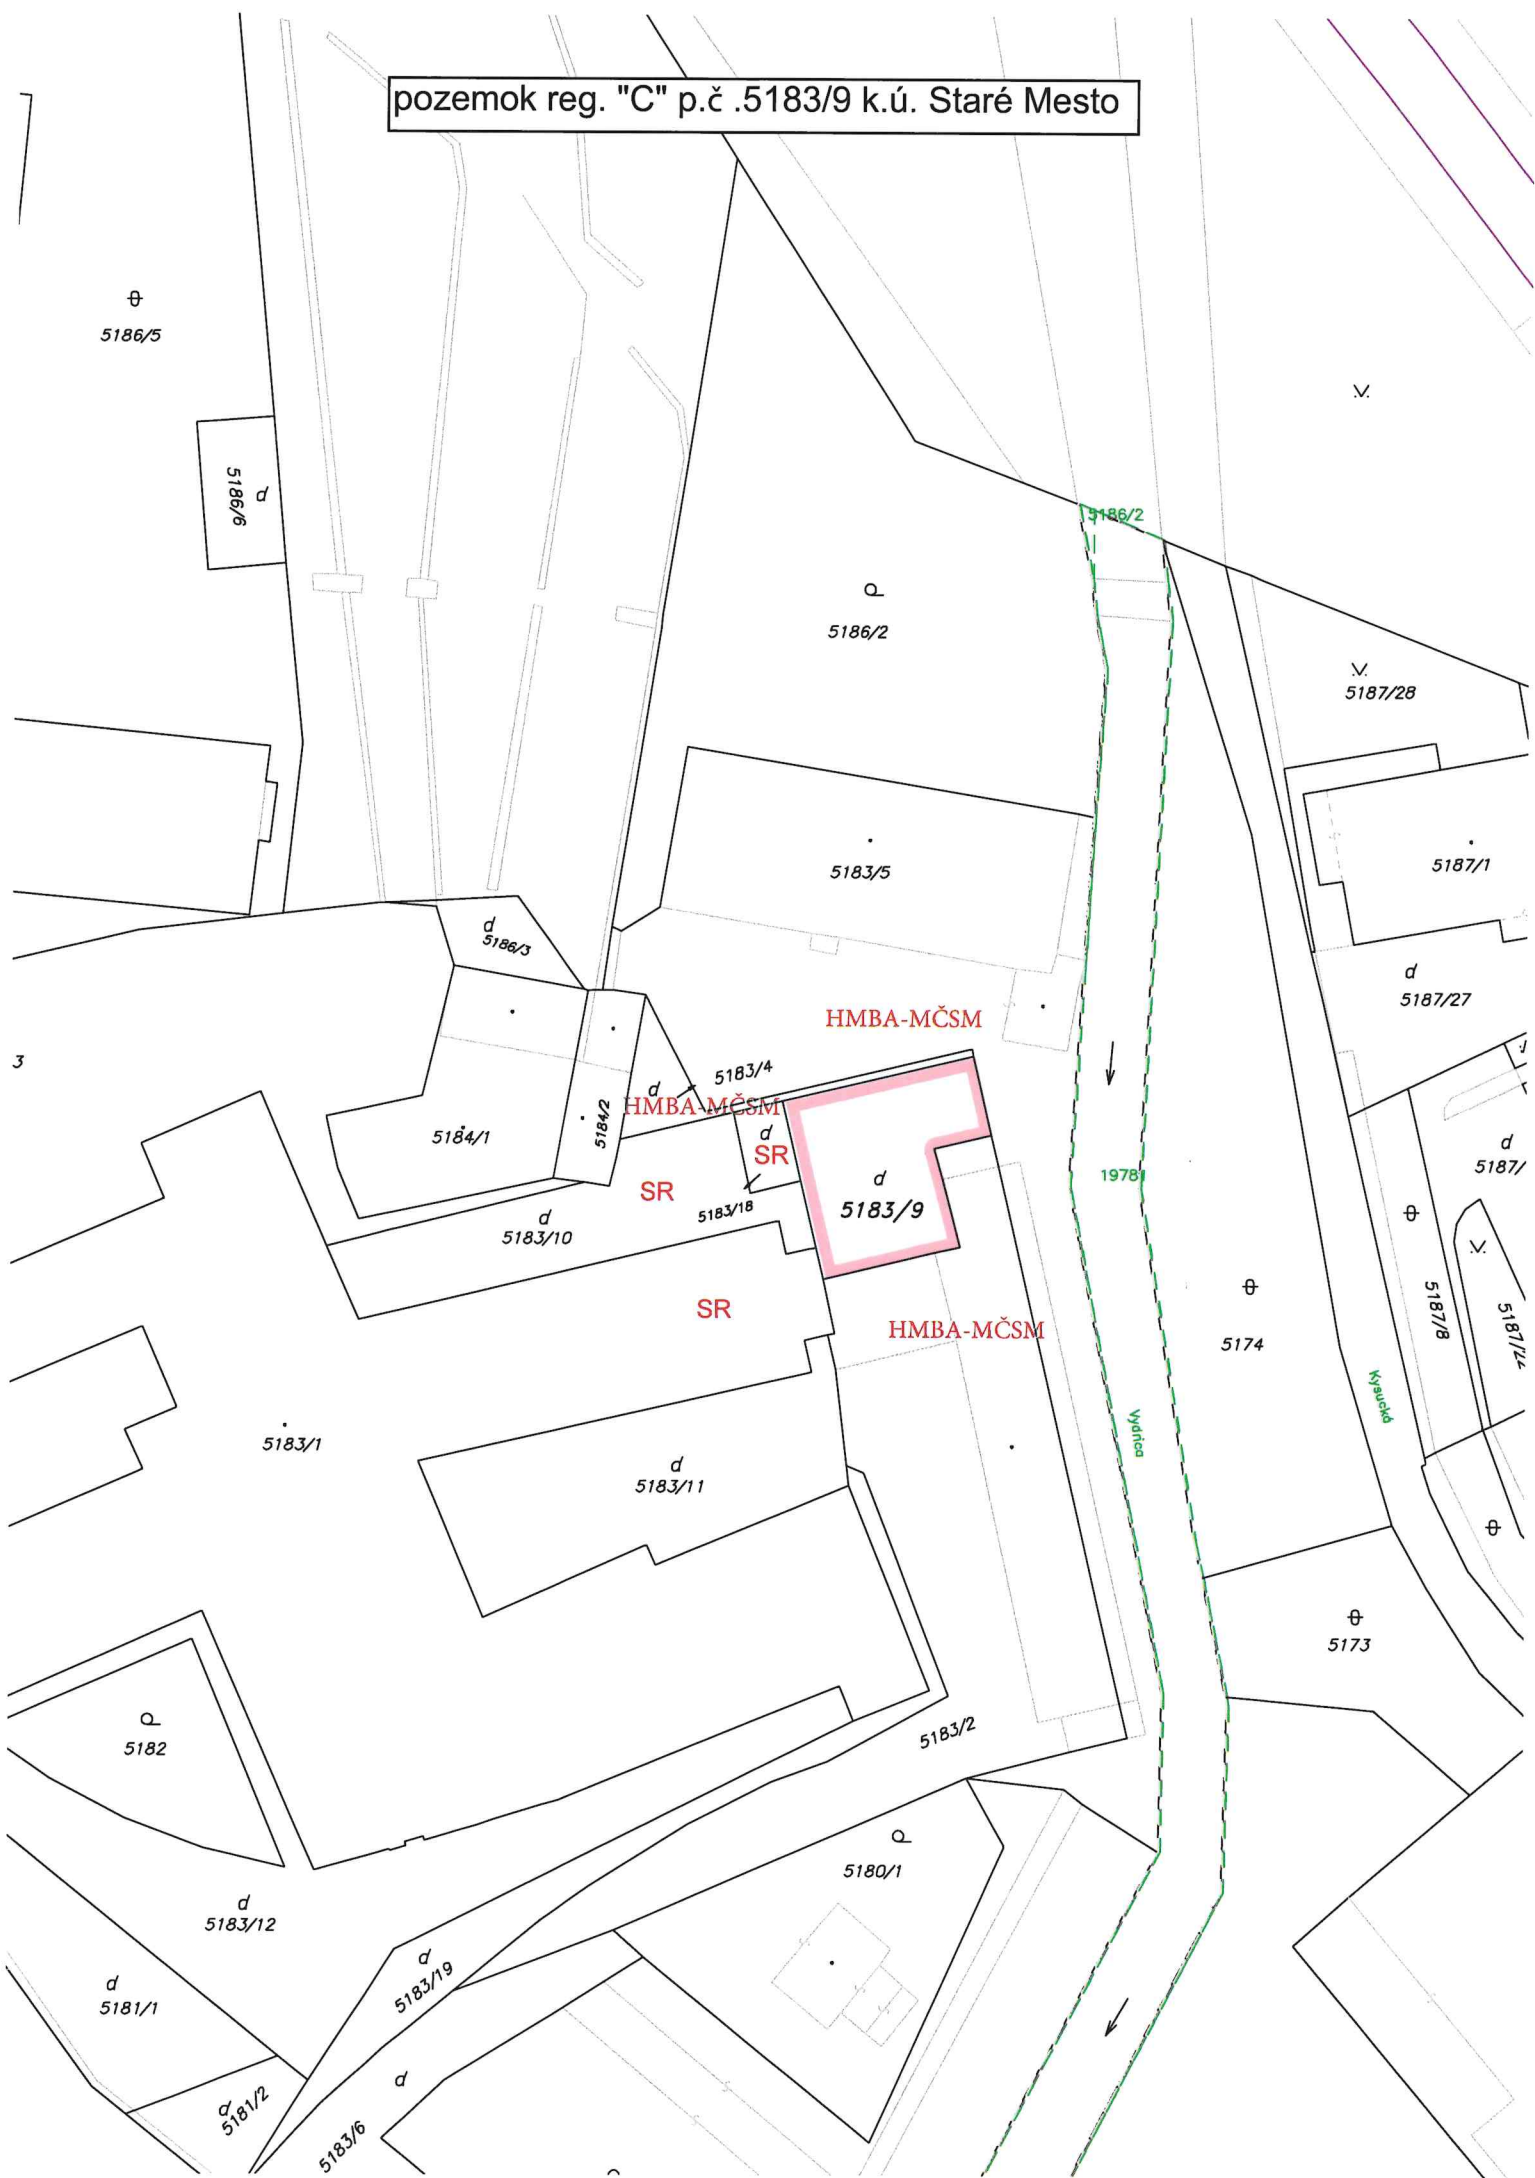 pozemok reg. "C" p.č .5183/9 k.ú. Staré Mesto
5186/5
5186/6
d
5186/2
5186/2
5187/28
5183/5
5187/1
d
5186/3
d
5187/27
HMBA-MČSM
3
5183/4
d
HMBA-MČSM
5184/2
5184/1
d
SR
d
5187/
1978
SR
d
5183/9
5183/18
d
5183/10
SR
HMBA-MČSM
5174
5187/8
5187/24
Kysucká
Vydrica
5183/1
d
5183/11
5173
5182
5183/2
5180/1
d
5183/12
d
5183/19
d
5181/1
d
d
5181/2
5183/6